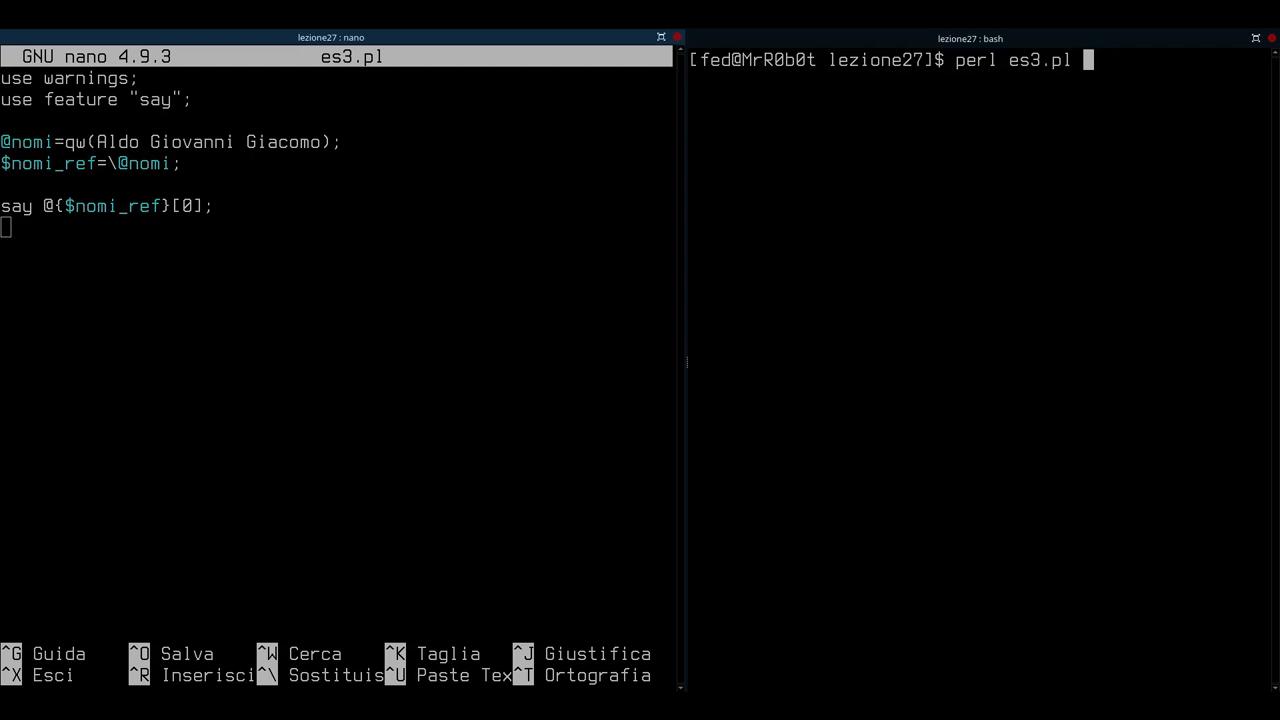 lezione27 : nano
GNU nano 4.9.3 es3.pl
use warnings;
use feature "say";
@nomi=qw(Aldo Giovanni Giacomo);
$nomi_ref=\@nomi;
say @{$nomi_ref}[0];
^G Guida ^O Salva ^W Cerca ^K Taglia ^J Giustifica
^X Esci ^R Inserisci ^\ Sostituis ^U Paste Tex ^T Ortografia
lezione27 : bash
[fed@MrR0b0t lezione27]$ perl es3.pl